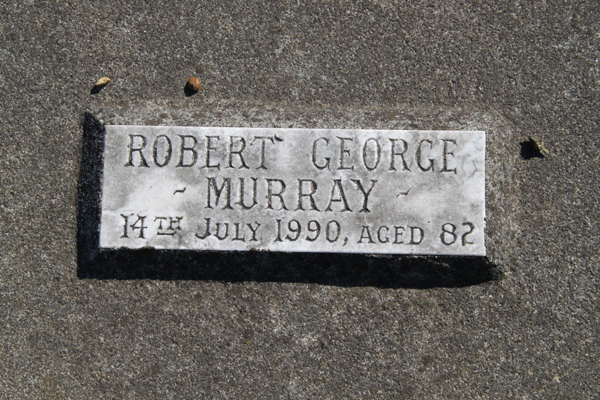 ROBERT GEORGE
- MURRAY -
14TH JULY 1990, AGED 82